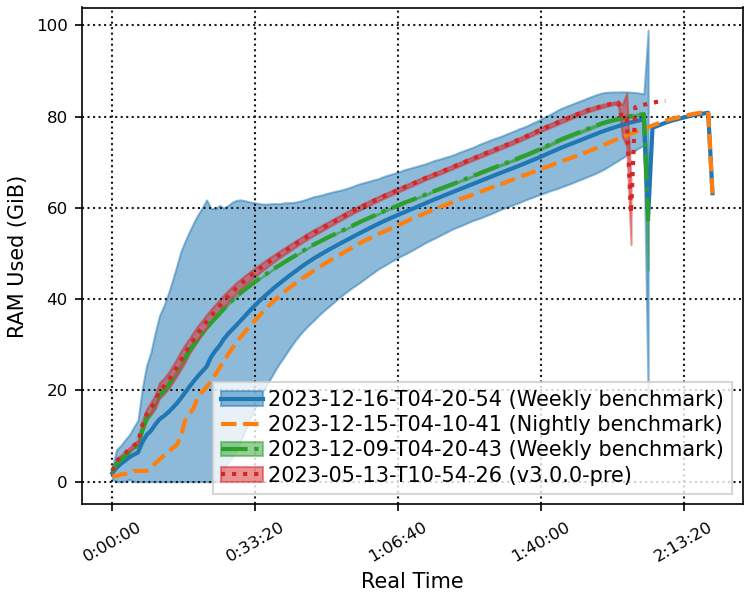 100
80
60
40
20
0
RAM Used (GiB)
2023-12-16-T04-20-54 (Weekly benchmark)
2023-12-15-T04-10-41 (Nightly benchmark)
2023-12-09-T04-20-43 (Weekly benchmark)
2023-05-13-T10-54-26 (v3.0.0-pre)
0:00:00
0:33:20
1:06:40
1:40:00
2:13:20
Real Time